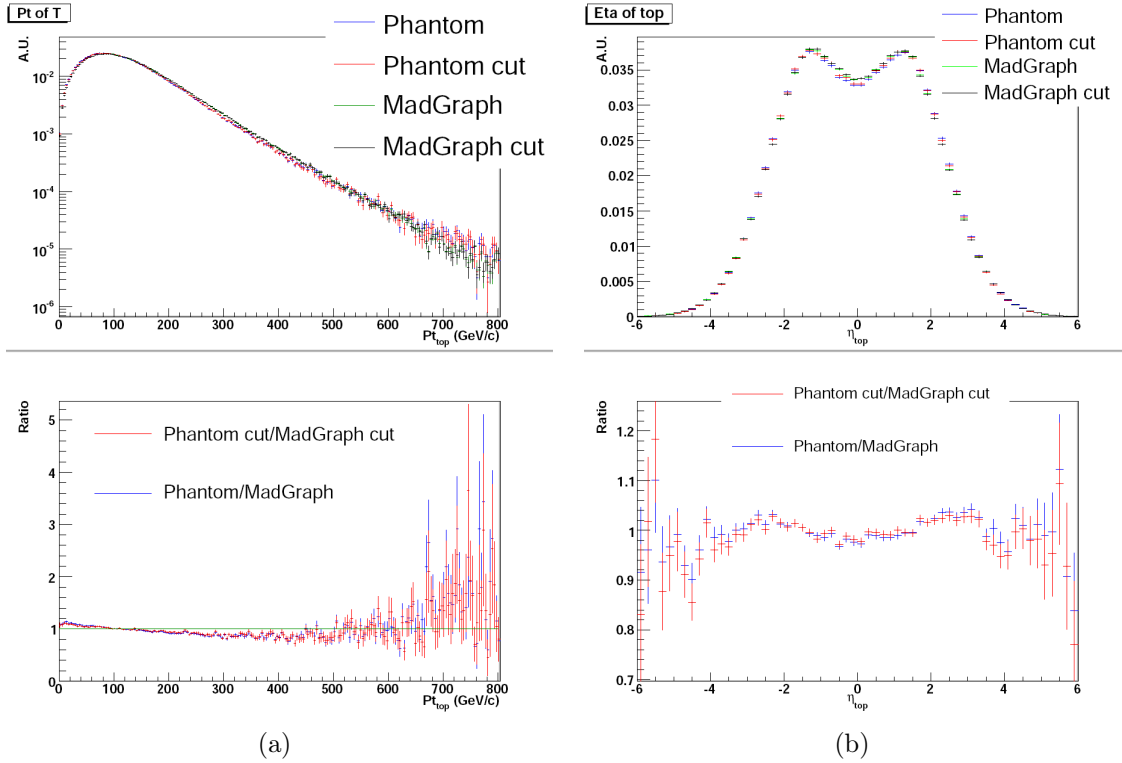 Pt of T
A.U.
Phantom
Phantom cut
MadGraph
MadGraph cut
10⁻²
10⁻³
10⁻⁴
10⁻⁵
10⁻⁶
0 100 200 300 400 500 600 700 800
Pt_top (GeV/c)
Eta of top
A.U.
Phantom
Phantom cut
MadGraph
MadGraph cut
0.035
0.03
0.025
0.02
0.015
0.01
0.005
0
-6 -4 -2 0 2 4 6
η_top
Ratio
5
4
3
2
1
0
Phantom cut/MadGraph cut
Phantom/MadGraph
0 100 200 300 400 500 600 700 800
Pt_top (GeV/c)
Ratio
Phantom cut/MadGraph cut
Phantom/MadGraph
1.2
1.1
1
0.9
0.8
0.7
-6 -4 -2 0 2 4 6
η_top
(a)
(b)